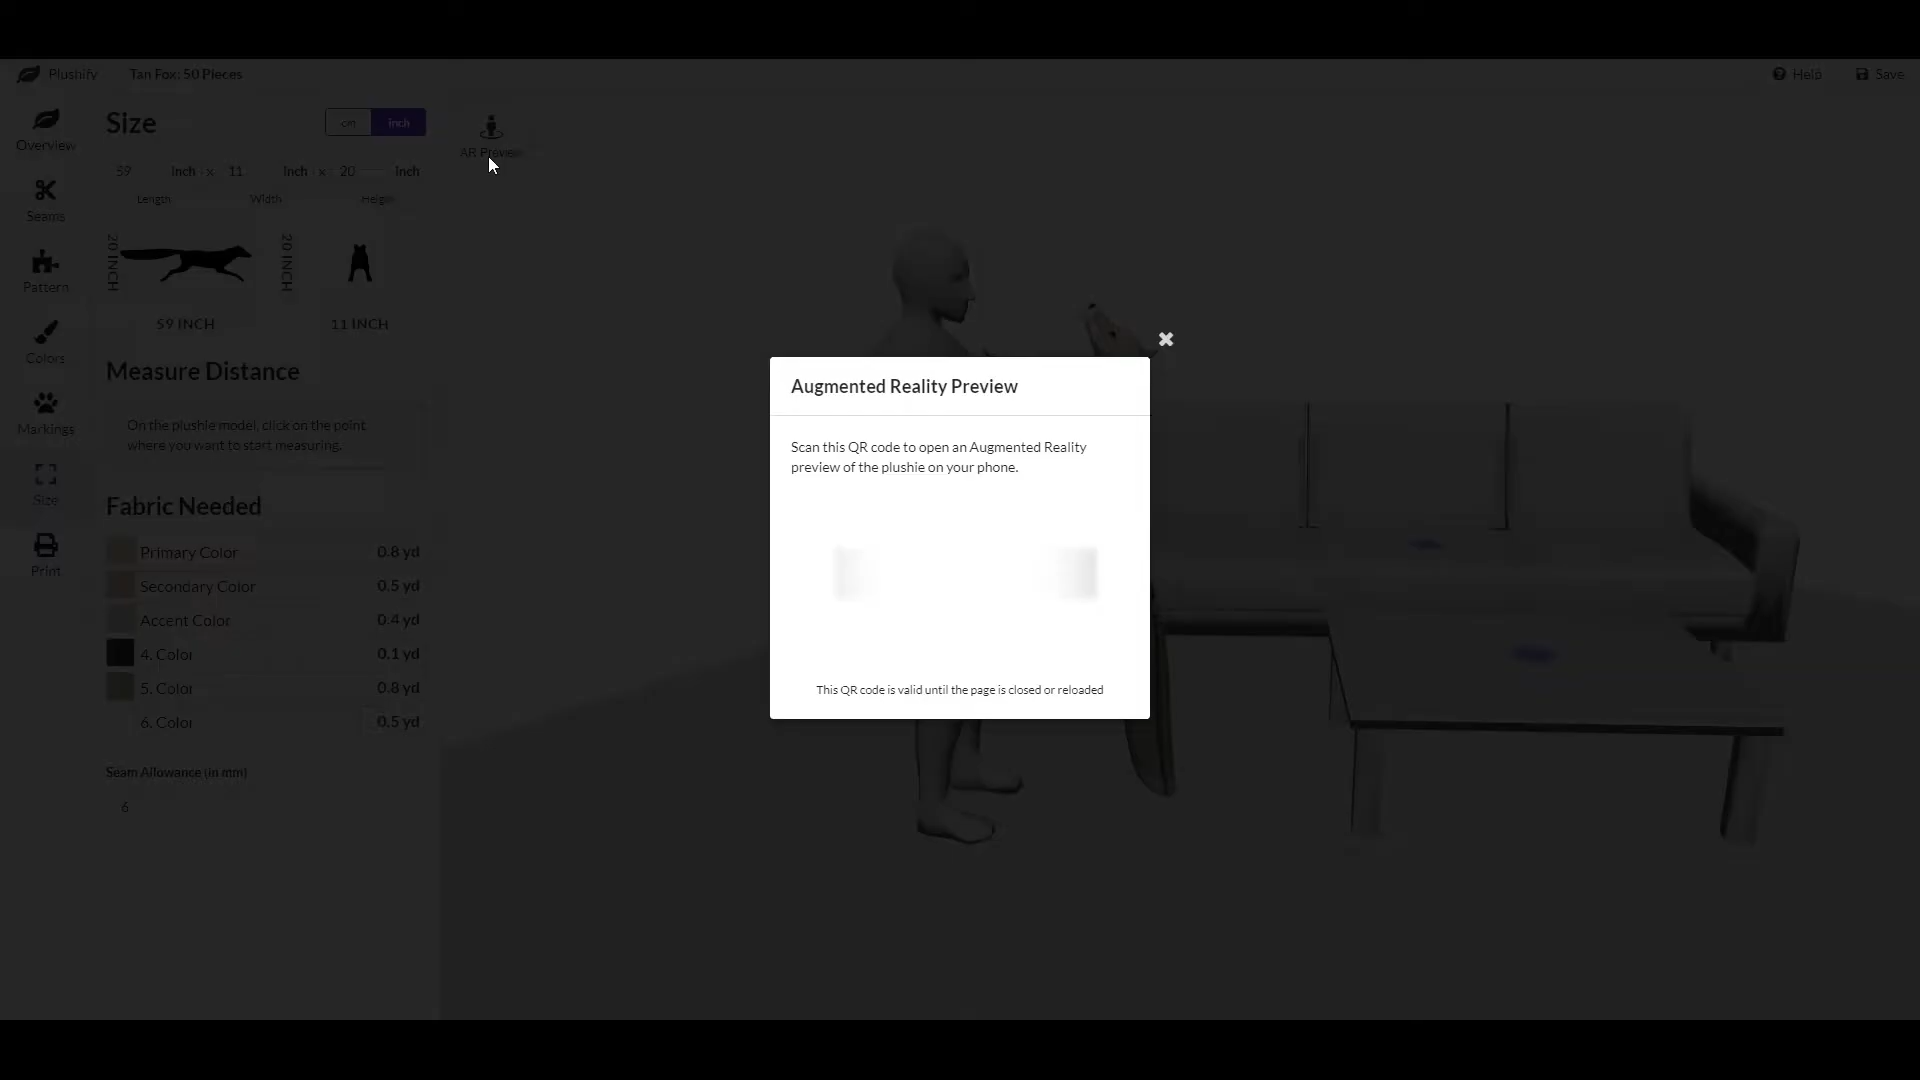 Plushify
Tan Fox: 50 Pieces
Help
Save
Overview
Seams
Pattern
Colors
Markings
Size
Print
Size
cm
inch
59 inch x 11 inch x 20 inch
Length Width Height
20 INCH
59 INCH
20 INCH
11 INCH
Measure Distance
On the plushie model, click on the point
where you want to start measuring.
Fabric Needed
Primary Color 0.8 yd
Secondary Color 0.5 yd
Accent Color 0.4 yd
4. Color 0.1 yd
5. Color 0.8 yd
6. Color 0.5 yd
Seam Allowance (in mm)
6
AR Preview
Augmented Reality Preview
Scan this QR code to open an Augmented Reality
preview of the plushie on your phone.
This QR code is valid until the page is closed or reloaded